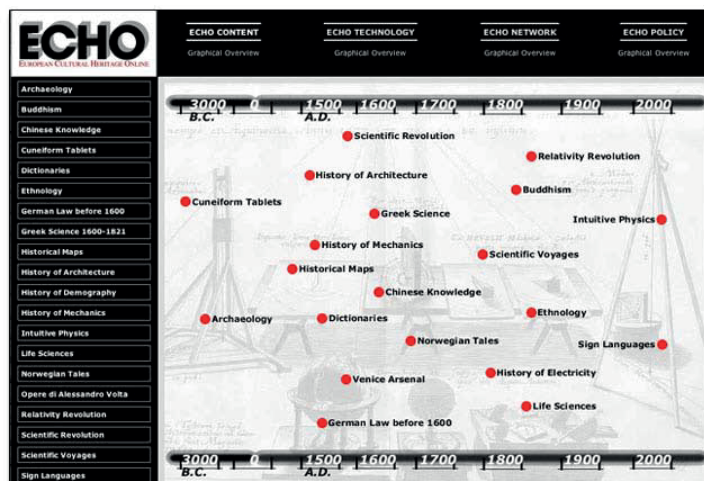 ECHO
EUROPEAN CULTURAL HERITAGE ONLINE
ECHO CONTENT
Graphical Overview
ECHO TECHNOLOGY
Graphical Overview
ECHO NETWORK
Graphical Overview
ECHO POLICY
Graphical Overview
Archaeology
Buddhism
Chinese Knowledge
Cuneiform Tablets
Dictionaries
Ethnology
German Law before 1600
Greek Science 1600-1821
Historical Maps
History of Architecture
History of Demography
History of Mechanics
Intuitive Physics
Life Sciences
Norwegian Tales
Opere di Alessandro Volta
Relativity Revolution
Scientific Revolution
Scientific Voyages
Sign Languages
3000 0 1500 1600 1700 1800 1900 2000
B.C. A.D.
Scientific Revolution
Relativity Revolution
History of Architecture
Buddhism
Cuneiform Tablets
Greek Science
Intuitive Physics
History of Mechanics
Scientific Voyages
Historical Maps
Chinese Knowledge
Archaeology
Dictionaries
Ethnology
Norwegian Tales
Sign Languages
Venice Arsenal
History of Electricity
Life Sciences
German Law before 1600
3000 0 1500 1600 1700 1800 1900 2000
B.C. A.D.